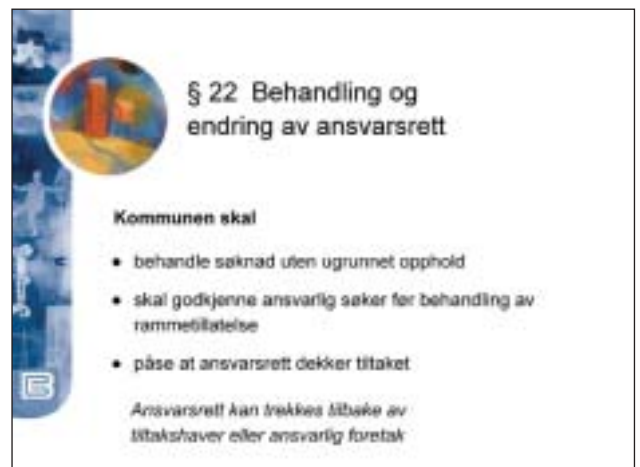 § 22 Behandling og
endring av ansvarsrett
Kommunen skal
• behandle søknad uten ugrunnet opphold
• skal godkjenne ansvarlig søker før behandling av
rammetillatelse
• påse at ansvarsrett dekker tiltaket
Ansvarsrett kan trekkes tilbake av
tiltakshaver eller ansvarlig foretak